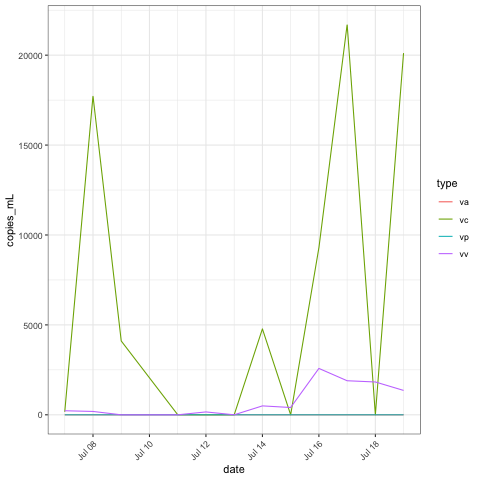 20000
15000
10000
5000
0
copies_mL
Jul 08
Jul 10
Jul 12
Jul 14
Jul 16
Jul 18
date
type
va
vc
vp
vv